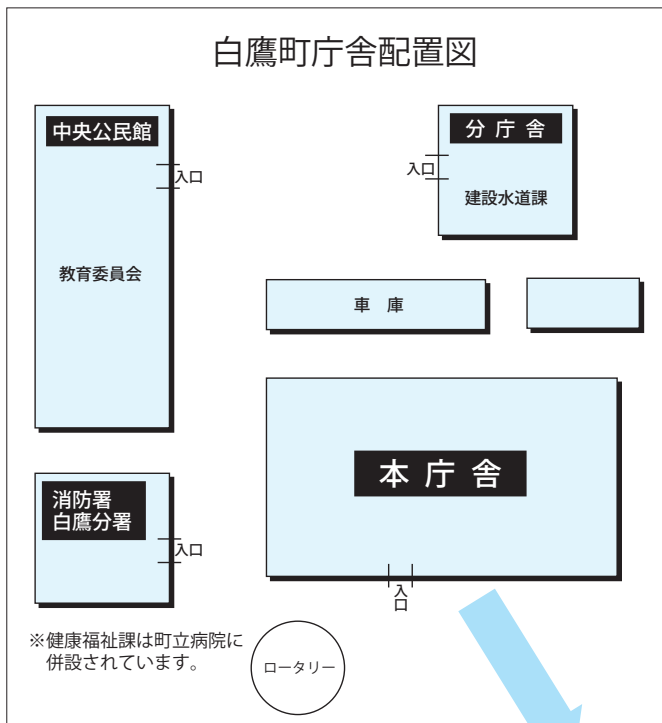 白鷹町庁舎配置図
中央公民館
入口
教育委員会
分庁舎
入口
建設水道課
車庫
本庁舎
入口
消防署
白鷹分署
入口
※健康福祉課は町立病院に
併設されています。
ロータリー